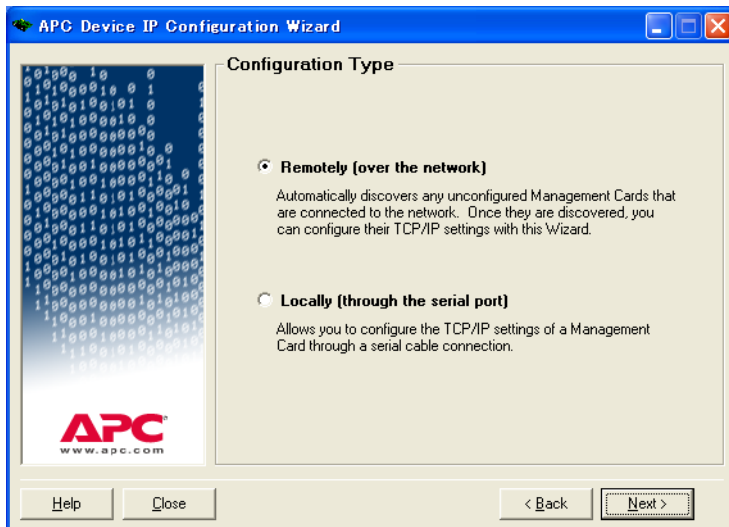 APC Device IP Configuration Wizard
Configuration Type
Remotely (over the network)
Automatically discovers any unconfigured Management Cards that
are connected to the network. Once they are discovered, you
can configure their TCP/IP settings with this Wizard.
Locally (through the serial port)
Allows you to configure the TCP/IP settings of a Management
Card through a serial cable connection.
APC
www.apc.com
Help
Close
< Back
Next >